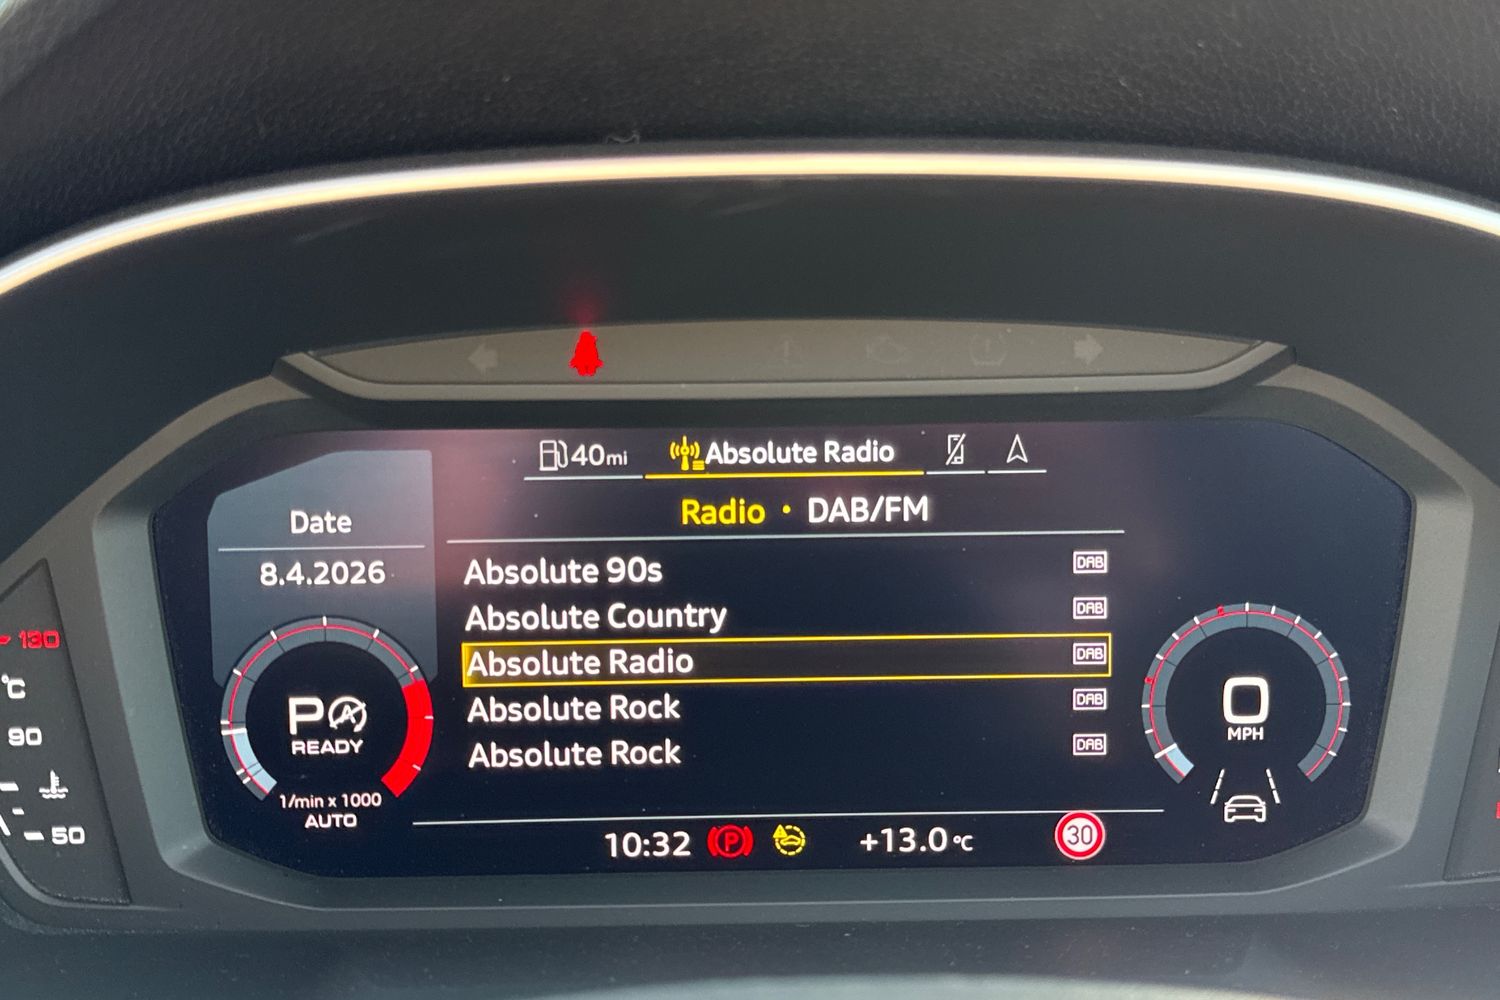 40mi
Absolute Radio
Radio • DAB/FM
Date
8.4.2026
Absolute 90s DAB
Absolute Country DAB
Absolute Radio DAB
Absolute Rock DAB
Absolute Rock DAB
130
°C
90
50
P A
READY
1/min x 1000
AUTO
0
MPH
10:32 P +13.0 °C 30